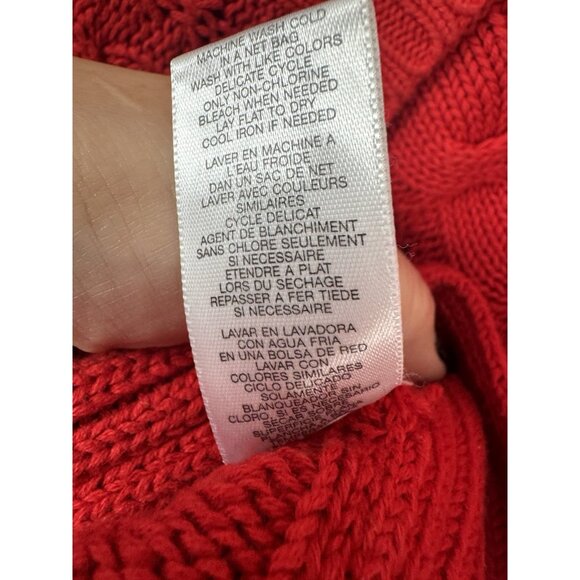 MACHINE WASH COLD
IN A NET BAG
WASH WITH LIKE COLORS
DELICATE CYCLE
ONLY NON-CHLORINE
BLEACH WHEN NEEDED
LAY FLAT TO DRY
COOL IRON IF NEEDED
LAVER EN MACHINE A
L'EAU FROIDE
DAN UN SAC DE NET
LAVER AVEC COULEURS
SIMILAIRES
CYCLE DELICAT
AGENT DE BLANCHIMENT
SANS CHLORE SEULEMENT
SI NECESSAIRE
ETENDRE A PLAT
LORS DU SECHAGE
REPASSER A FER TIEDE
SI NECESSAIRE
LAVAR EN LAVADORA
CON AGUA FRIA
EN UNA BOLSA DE RED
LAVAR CON
COLORES SIMILARES
CICLO DELICADO
SOLAMENTE
BLANQUEADOR SIN
CLORO, SI ES NECESARIO
SECAR SOBRE